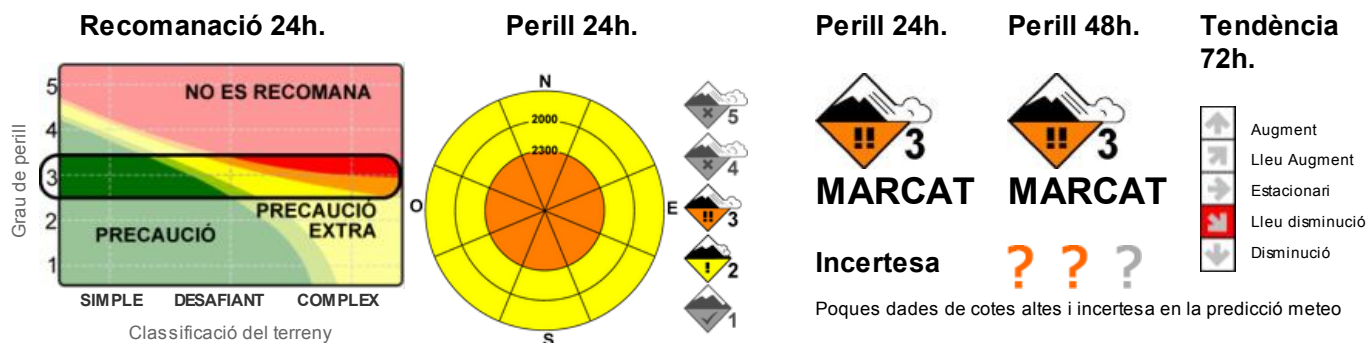 Recomanació 24h.
Perill 24h.
Perill 24h.
Perill 48h.
Tendència
72h.
Grau de perill
5
4
3
2
1
NO ES RECOMANA
PRECAUCIÓ
EXTRA
PRECAUCIÓ
SIMPLE DESAFIANT COMPLEX
Classificació del terreny
N
2000
2300
O
E
S
5
4
3
2
1
!! 3
MARCAT
!! 3
MARCAT
Augment
Lleu Augment
Estacionari
Lleu disminució
Disminució
Incertesa
? ? ?
Poques dades de cotes altes i incertesa en la predicció meteo